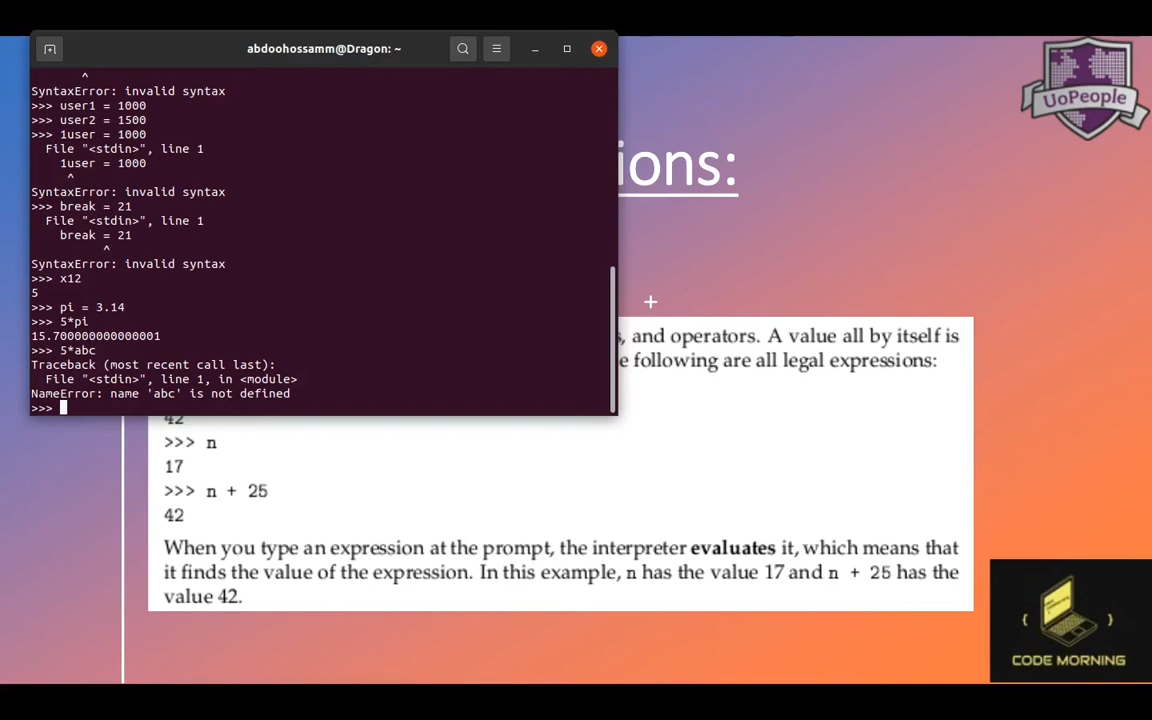 abdoohossamm@Dragon: ~
^
SyntaxError: invalid syntax
>>> user1 = 1000
>>> user2 = 1500
>>> 1user = 1000
  File "<stdin>", line 1
    1user = 1000
     ^
SyntaxError: invalid syntax
>>> break = 21
  File "<stdin>", line 1
    break = 21
          ^
SyntaxError: invalid syntax
>>> x12
5
>>> pi = 3.14
>>> 5*pi
15.700000000000001
>>> 5*abc
Traceback (most recent call last):
  File "<stdin>", line 1, in <module>
NameError: name 'abc' is not defined
>>>
UoPeople
ions:
, and operators. A value all by itself is
e following are all legal expressions:
42
>>> n
17
>>> n + 25
42
When you type an expression at the prompt, the interpreter evaluates it, which means that
it finds the value of the expression. In this example, n has the value 17 and n + 25 has the
value 42.
{ }
CODE MORNING